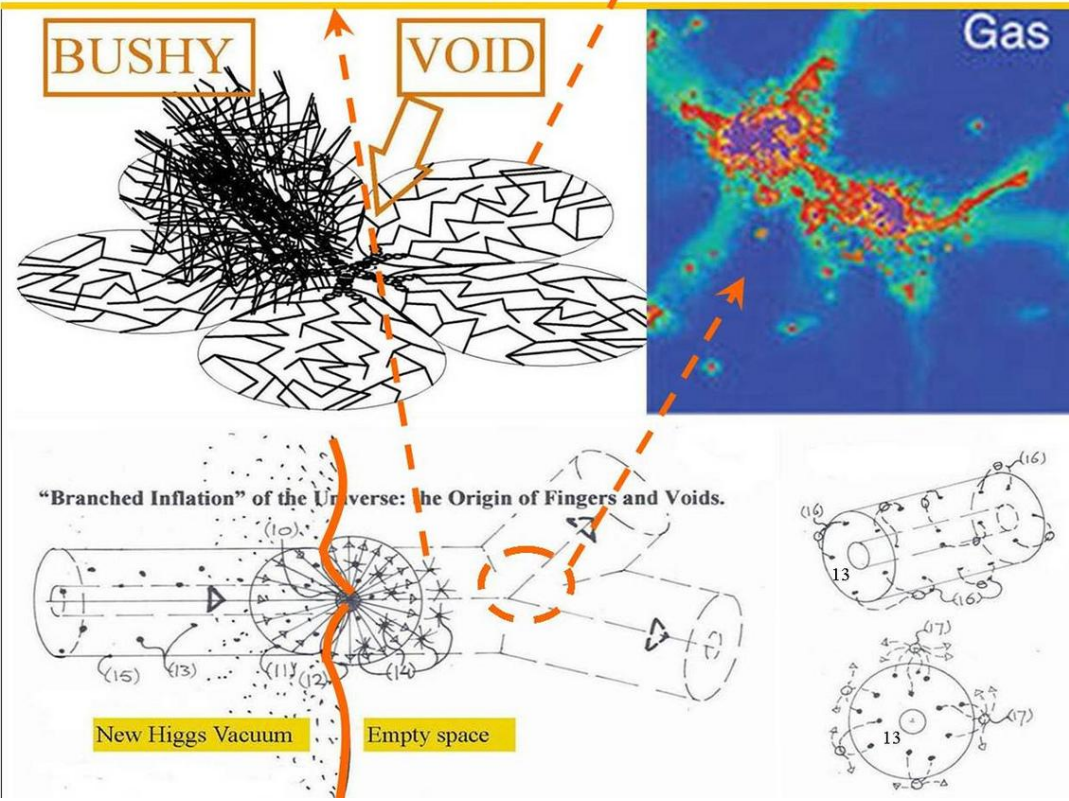 BUSHY
VOID
Gas
"Branched Inflation" of the Universe: the Origin of Fingers and Voids.
(10)
(16)
(16)
13
(16)
(15)
(13)
(11)
(12)
(14)
(17)
(17)
13
New Higgs Vacuum
Empty space